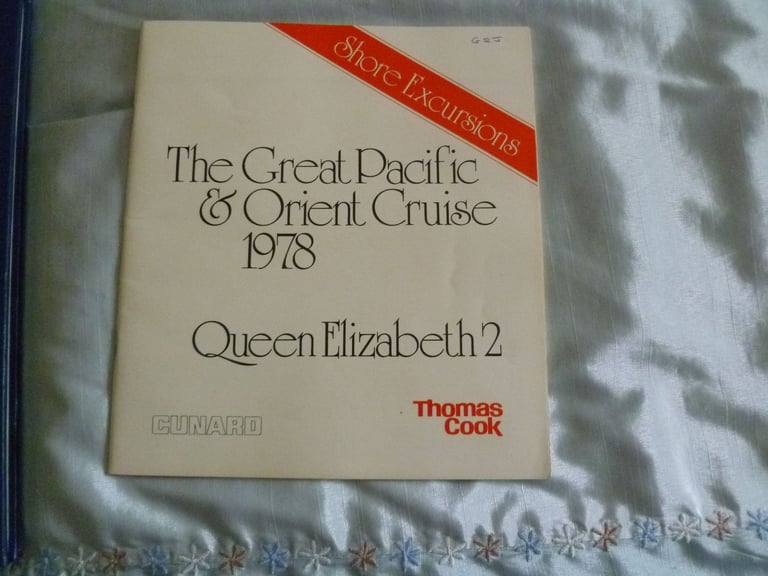 Shore Excursions
The Great Pacific
& Orient Cruise
1978
Queen Elizabeth 2
CUNARD
Thomas
Cook